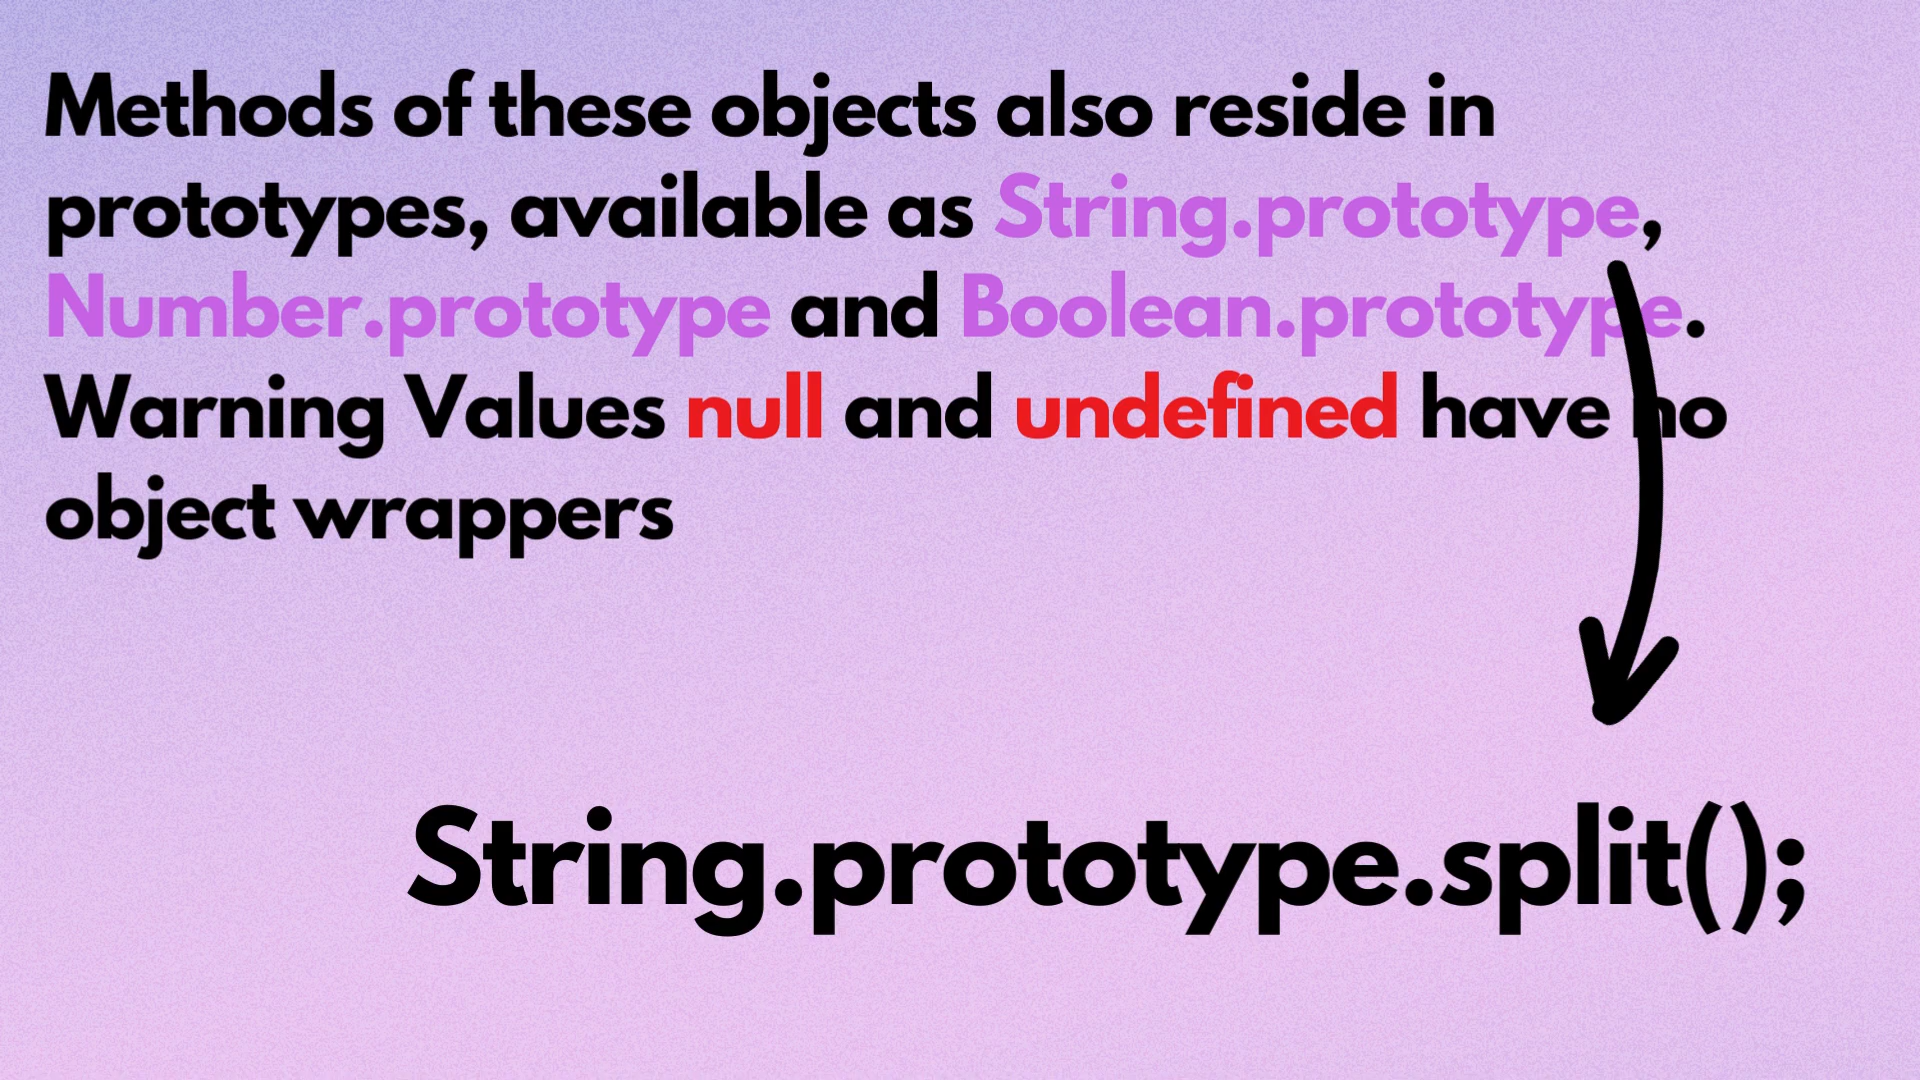 Methods of these objects also reside in
prototypes, available as String.prototype,
Number.prototype and Boolean.prototype.
Warning Values null and undefined have no
object wrappers
String.prototype.split();